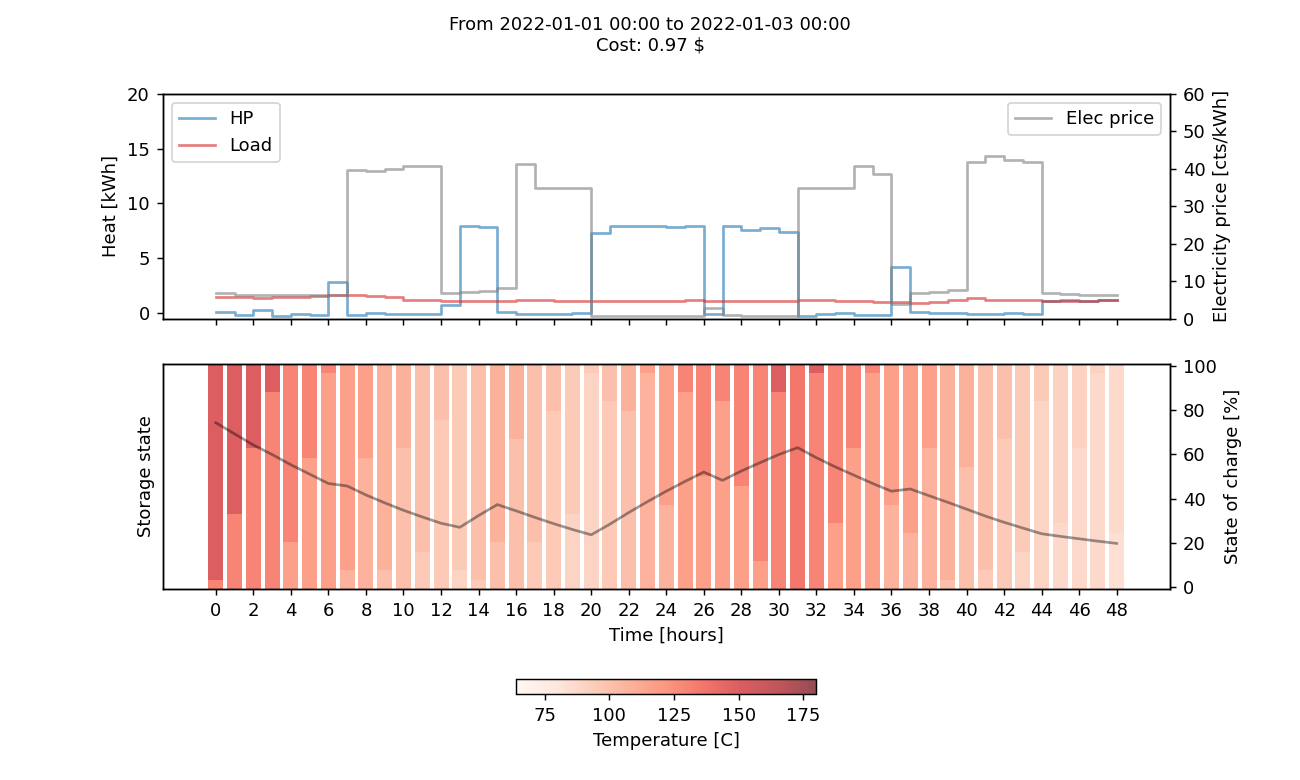 From 2022-01-01 00:00 to 2022-01-03 00:00
Cost: 0.97 $
HP
Load
Elec price
Heat [kWh]
20
15
10
5
0
Electricity price [cts/kWh]
60
50
40
30
20
10
0
Storage state
State of charge [%]
100
80
60
40
20
0
0 2 4 6 8 10 12 14 16 18 20 22 24 26 28 30 32 34 36 38 40 42 44 46 48
Time [hours]
75 100 125 150 175
Temperature [C]